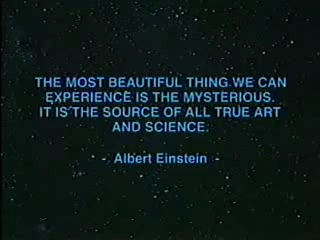 THE MOST BEAUTIFUL THING WE CAN
EXPERIENCE IS THE MYSTERIOUS.
IT IS THE SOURCE OF ALL TRUE ART
AND SCIENCE.
- Albert Einstein -